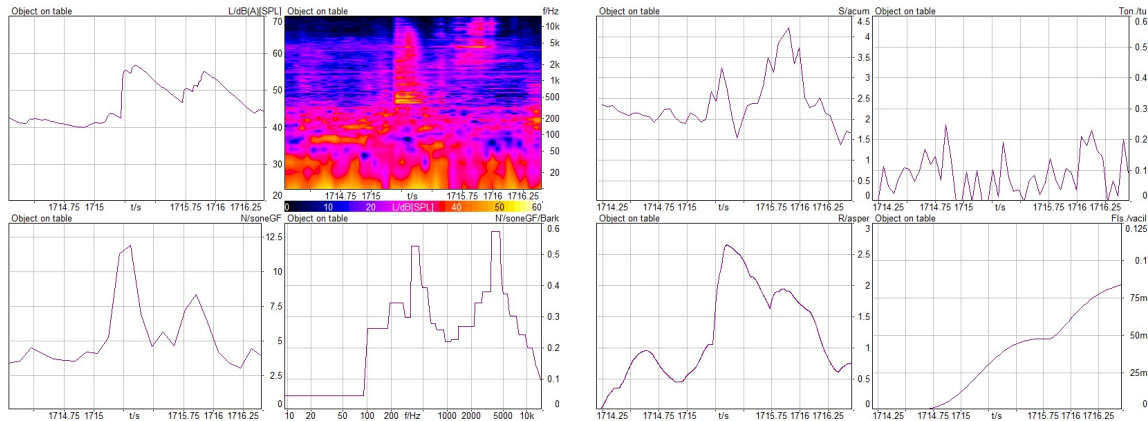 Object on table L/dB(A)[SPL]
70
60
50
40
30
20
1714.75 1715 t/s 1715.75 1716.25
Object on table f/Hz
10k
5k
2k
1k
500
200
100
50
20
1714 75 1715 t/s 1715 75 1716 25
0 10 20 L/dB[SPL] 40 50 60
Object on table S/acum
4.5
4
3.5
3
2.5
2
1.5
1
0.5
0
1714.25 1714.75 1715 t/s 1715.75 1716 1716.25
Object on table Ton./tu
0.6
0.5
0.4
0.3
0.2
0.1
0
1714.25 1714.75 1715 t/s 1715.75 1716 1716.25
Object on table N/soneGF
12.5
10
7.5
5
2.5
0.0
1714.75 1715 t/s 1715.75 1716.25
Object on table N'/soneGF/Bark
0.6
0.5
0.4
0.3
0.2
0.1
0
10 20 50 100 200 f/Hz 1000 2000 5000 10k
Object on table R/asper
3
2.5
2
1.5
1
0.5
0
1714.25 1714.75 1715 t/s 1715.75 1716 1716.25
Object on table Fls./vacil
0.125
0.1
75m
50m
25m
0
1714.25 1714.75 1715 t/s 1715.75 1716 1716.25